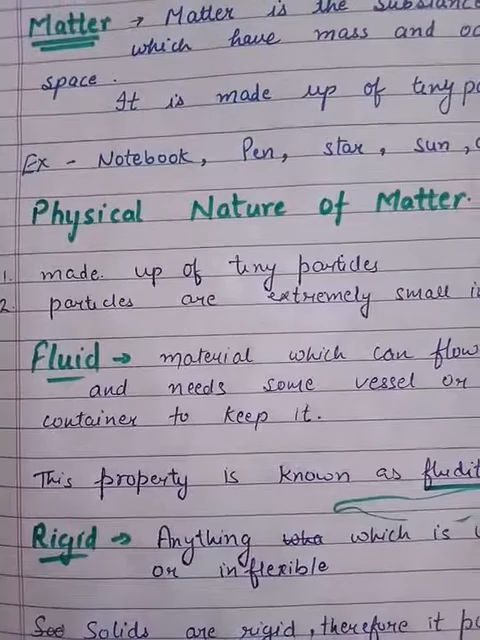 Matter → Matter is the substance
which have mass and
space.
It is made up of tiny
Ex - Notebook, Pen, star, sun,
Physical Nature of Matter.
1. made up of tiny particles
2. particles are extremely small
Fluid → material which can flow
and needs some vessel or
container to keep it.
This property is known as
Rigid → Anything which is
or inflexible
Solids are rigid, therefore it